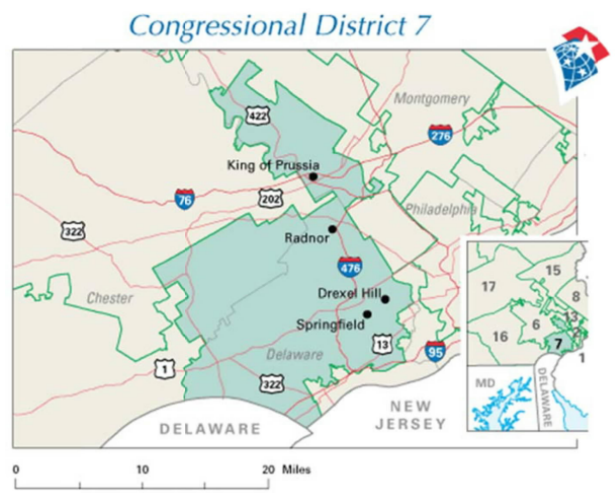 Congressional District 7
Montgomery
422
276
King of Prussia
76
202
Philadelphia
322
Radnor
476
Chester
Drexel Hill
Springfield
13
Delaware
95
1
322
DELAWARE
NEW
JERSEY
17
15
8
13
6
2
16
7
1
MD
DELAWARE
0 10 20 Miles